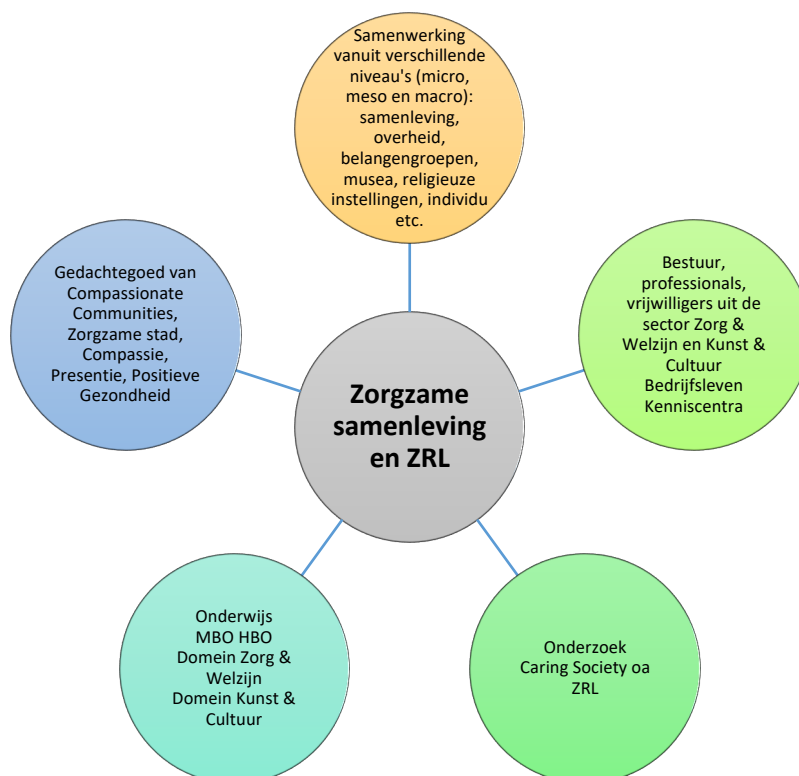 Samenwerking
vanuit verschillende
niveau's (micro,
meso en macro):
samenleving,
overheid,
belangengroepen,
musea, religieuze
instellingen, individu
etc.
Gedachtegoed van
Compassionate
Communities,
Zorgzame stad,
Compassie,
Presentie, Positieve
Gezondheid
Bestuur,
professionals,
vrijwilligers uit de
sector Zorg &
Welzijn en Kunst &
Cultuur
Bedrijfsleven
Kenniscentra
Zorgzame
samenleving
en ZRL
Onderwijs
MBO HBO
Domein Zorg &
Welzijn
Domein Kunst &
Cultuur
Onderzoek
Caring Society oa
ZRL